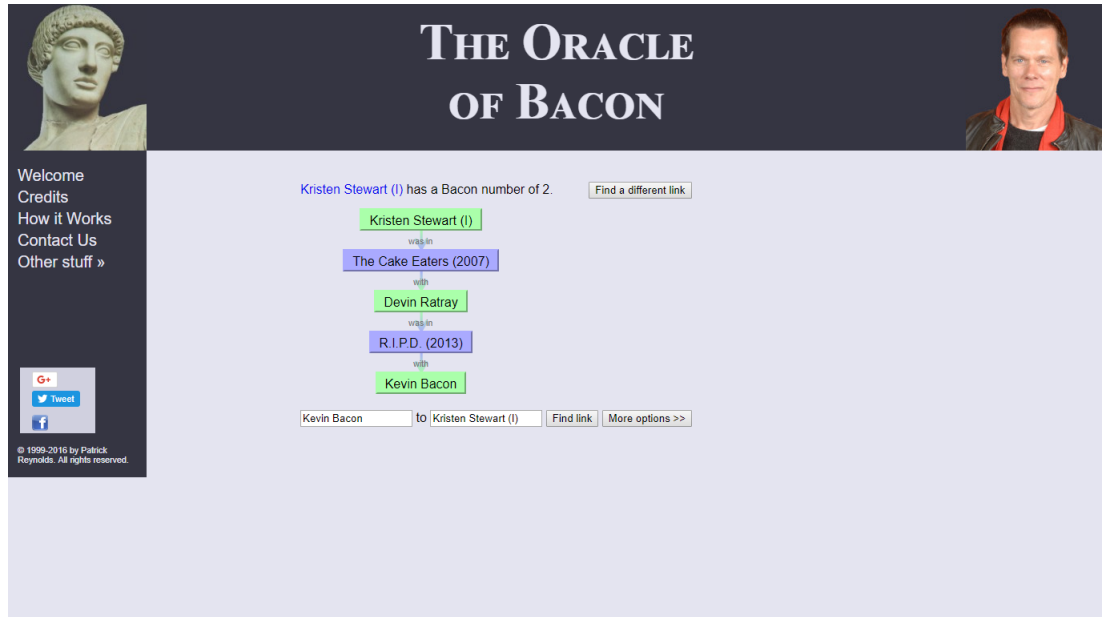 THE ORACLE
OF BACON
Welcome
Credits
How it Works
Contact Us
Other stuff »
G+
Tweet
f
© 1999-2016 by Patrick
Reynolds. All rights reserved.
Kristen Stewart (I) has a Bacon number of 2. Find a different link
Kristen Stewart (I)
was in
The Cake Eaters (2007)
with
Devin Ratray
was in
R.I.P.D. (2013)
with
Kevin Bacon
Kevin Bacon to Kristen Stewart (I) Find link More options >>